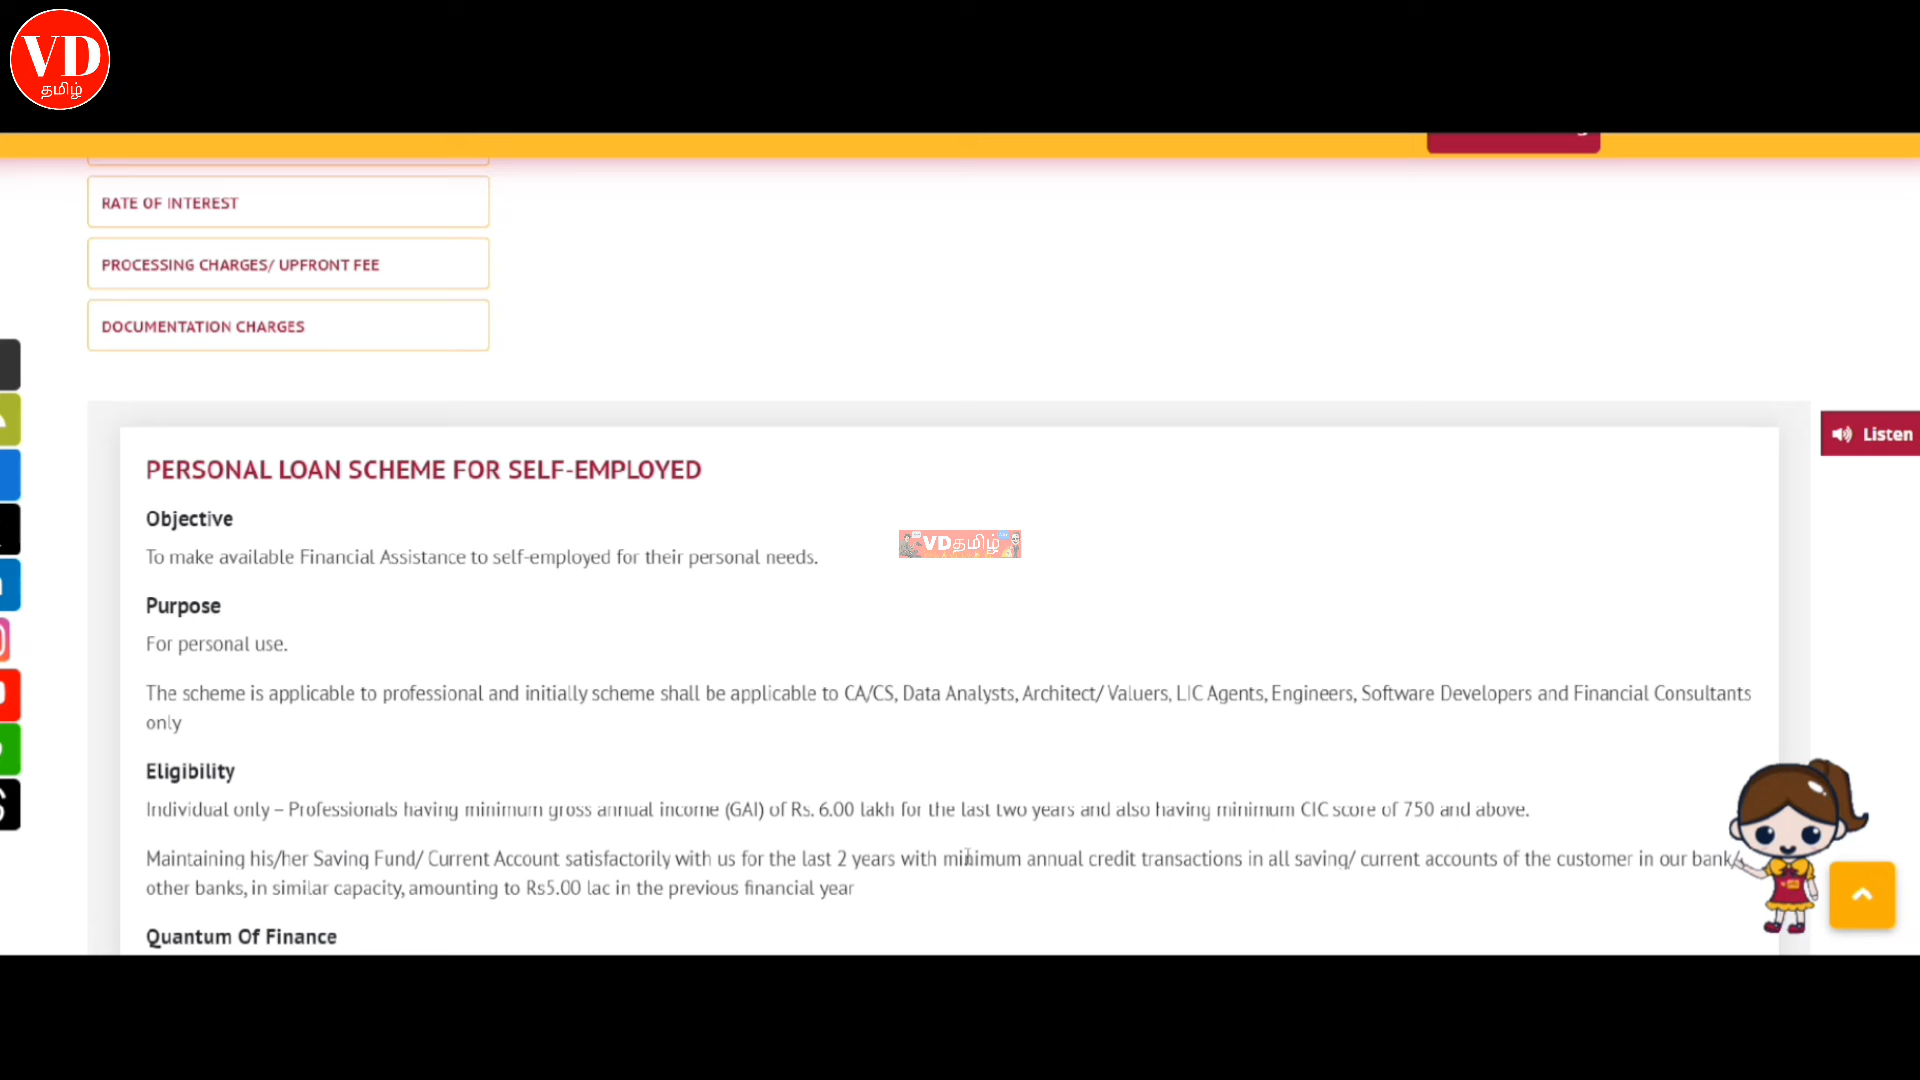 VD
தமிழ்
RATE OF INTEREST
PROCESSING CHARGES/ UPFRONT FEE
DOCUMENTATION CHARGES
Listen
PERSONAL LOAN SCHEME FOR SELF-EMPLOYED
Objective
To make available Financial Assistance to self-employed for their personal needs.
VDதமிழ்
Purpose
For personal use.
The scheme is applicable to professional and initially scheme shall be applicable to CA/CS, Data Analysts, Architect/ Valuers, LIC Agents, Engineers, Software Developers and Financial Consultants
only
Eligibility
Individual only – Professionals having minimum gross annual income (GAI) of Rs. 6.00 lakh for the last two years and also having minimum CIC score of 750 and above.
Maintaining his/her Saving Fund/ Current Account satisfactorily with us for the last 2 years with minimum annual credit transactions in all saving/ current accounts of the customer in our bank/
other banks, in similar capacity, amounting to Rs5.00 lac in the previous financial year
Quantum Of Finance